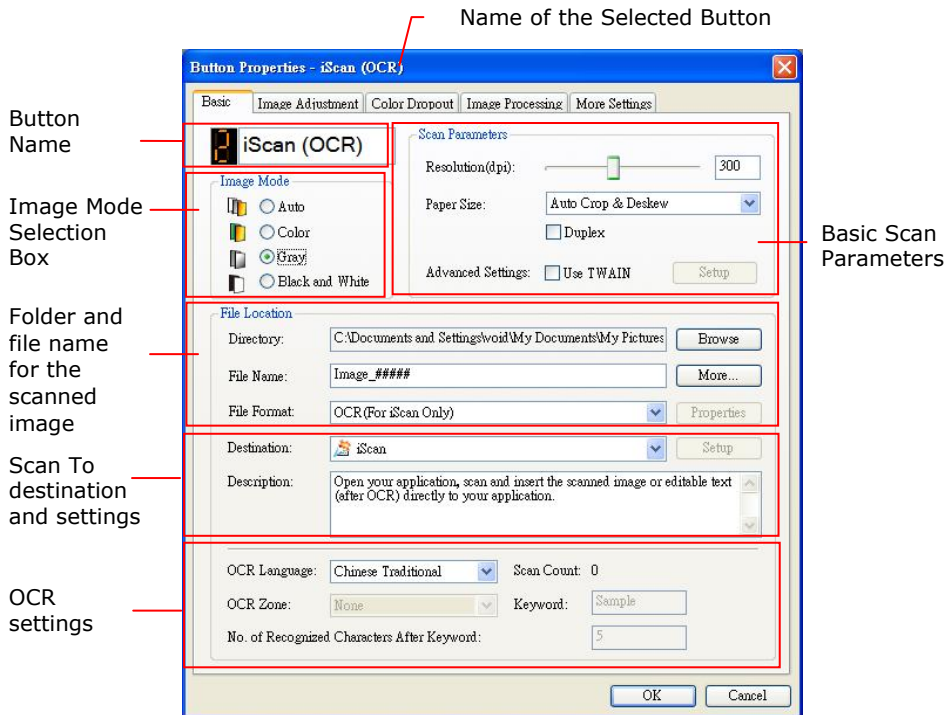 Name of the Selected Button
Button Properties - iScan (OCR)
Basic
Image Adjustment
Color Dropout
Image Processing
More Settings
Button
Name
2 iScan (OCR)
Image Mode
Selection
Box
Image Mode
Auto
Color
Gray
Black and White
Scan Parameters
Resolution(dpi):
300
Paper Size:
Auto Crop & Deskew
Duplex
Advanced Settings:
Use TWAIN
Setup
Basic Scan
Parameters
Folder and
file name
for the
scanned
image
File Location
Directory:
C:\Documents and Settings\void\My Documents\My Pictures
Browse
File Name:
Image_#####
More...
File Format:
OCR(For iScan Only)
Properties
Scan To
destination
and settings
Destination:
iScan
Setup
Description:
Open your application, scan and insert the scanned image or editable text
(after OCR) directly to your application.
OCR
settings
OCR Language:
Chinese Traditional
Scan Count: 0
OCR Zone:
None
Keyword:
Sample
No. of Recognized Characters After Keyword:
5
OK
Cancel